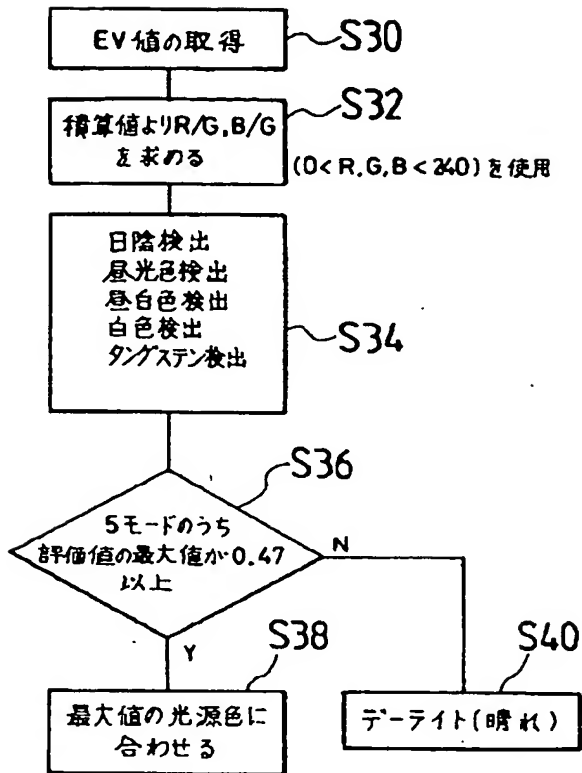 EV値の取得
S30
積算値よりR/G,B/G
を求める
S32
(0<R,G,B<240)を使用
日陰検出
昼光色検出
昼白色検出
白色検出
タングステン検出
S34
S36
5モードのうち
評価値の最大値が0.47
以上
N
Y
S38
最大値の光源色に
合わせる
S40
デーライト(晴れ)